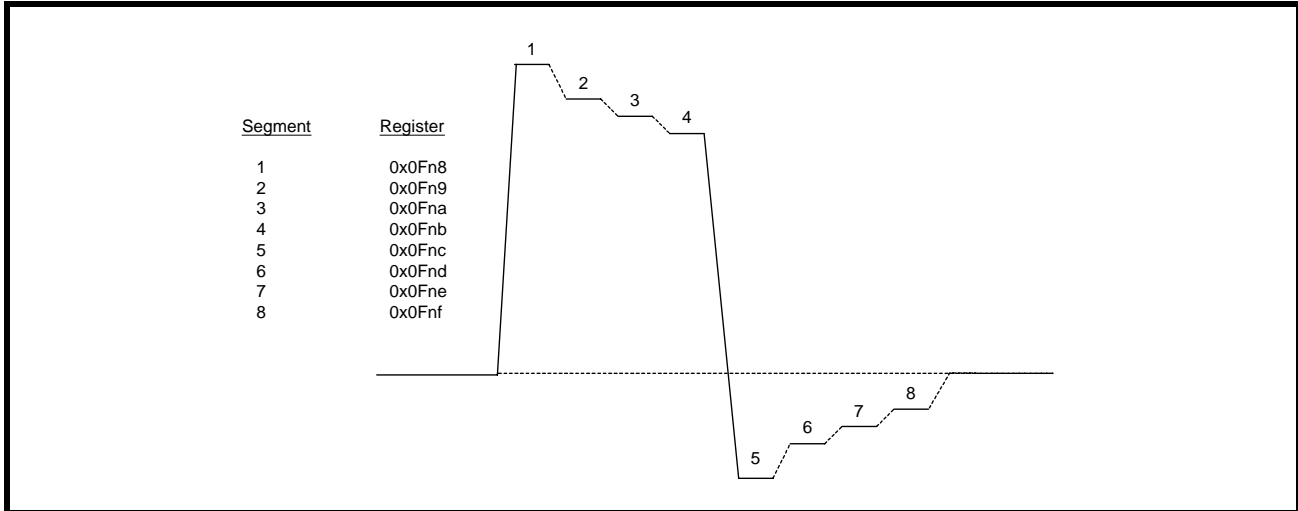 1
2
3
4
Segment Register
1 0x0Fn8
2 0x0Fn9
3 0x0Fna
4 0x0Fnb
5 0x0Fnc
6 0x0Fnd
7 0x0Fne
8 0x0Fnf
8
7
6
5